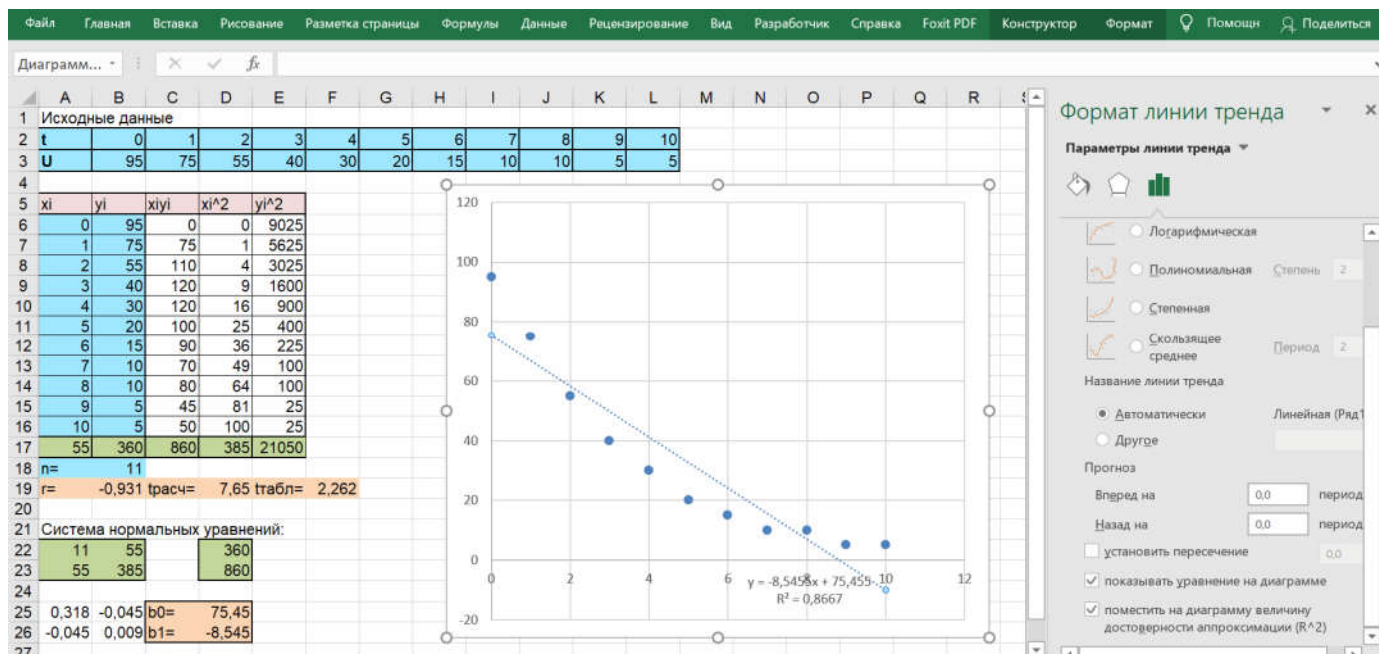 Файл Главная Вставка Рисование Разметка страницы Формулы Данные Рецензирование Вид Разработчик Справка Foxit PDF Конструктор Формат Помощн Поделиться
Диаграмм... fx
A B C D E F G H I J K L M N O P Q R
1 Исходные данные
2 t 0 1 2 3 4 5 6 7 8 9 10
3 U 95 75 55 40 30 20 15 10 10 5 5
4
5 xi yi xiyi xi^2 yi^2
6 0 95 0 0 9025
7 1 75 75 1 5625
8 2 55 110 4 3025
9 3 40 120 9 1600
10 4 30 120 16 900
11 5 20 100 25 400
12 6 15 90 36 225
13 7 10 70 49 100
14 8 10 80 64 100
15 9 5 45 81 25
16 10 5 50 100 25
17 55 360 860 385 21050
18 n= 11
19 r= -0,931 tрасч= 7,65 tтабл= 2,262
20
21 Система нормальных уравнений:
22 11 55 360
23 55 385 860
24
25 0,318 -0,045 b0= 75,45
26 -0,045 0,009 b1= -8,545
27
120
100
80
60
40
20
0
-20
0 2 4 6 8 10 12
y = -8,5455x + 75,455
R² = 0,8667
Формат линии тренда
Параметры линии тренда
Логарифмическая
Полиномиальная Степень 2
Степенная
Скользящее среднее Период 2
Название линии тренда
Автоматически Линейная (Ряд1
Другое
Прогноз
Вперед на 0,0 период
Назад на 0,0 период
установить пересечение 0,0
показывать уравнение на диаграмме
поместить на диаграмму величину
достоверности аппроксимации (R^2)